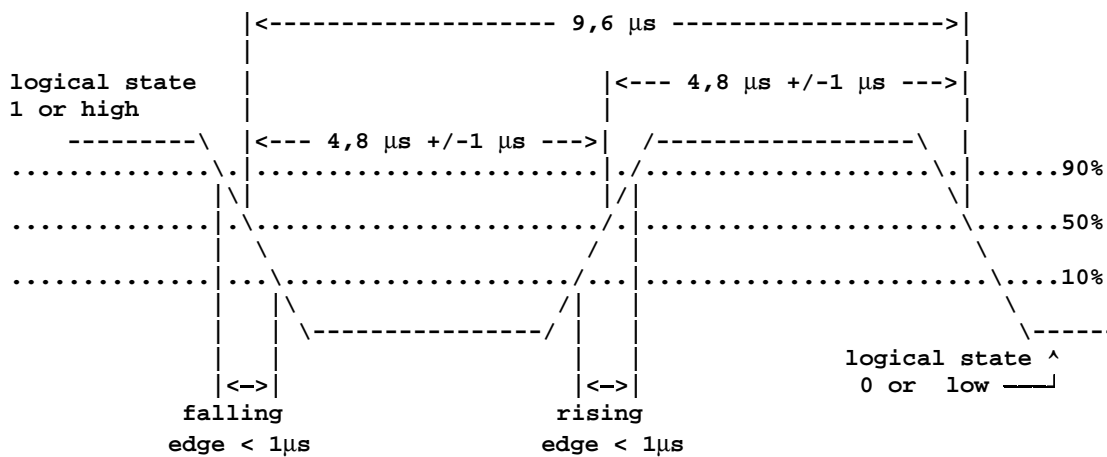 |<-------------------- 9,6 µs ------------------->|
logical state
|<--- 4,8 µs +/-1 µs --->|
1 or high
---------\ |<--- 4,8 µs +/-1 µs --->| /------------------\
90%
50%
10%
\----------------/ \-----
logical state ^
|<–>| |<–>| 0 or low
falling rising
edge < 1µs edge < 1µs